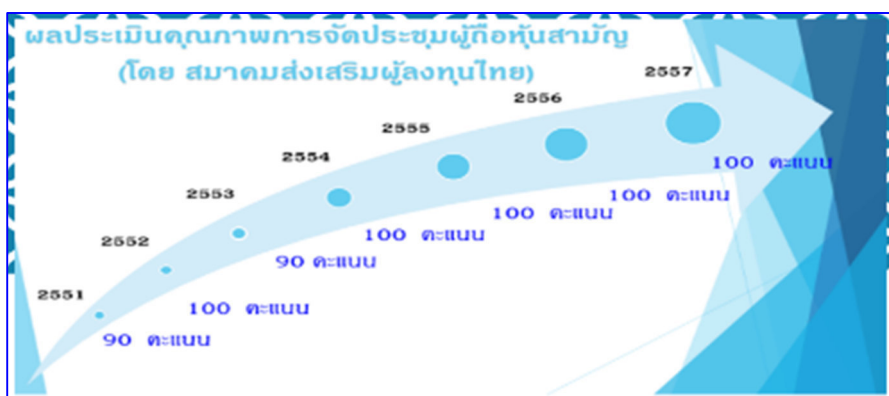 ผลประเมินคุณภาพการจัดประชุมผู้ถือหุ้นสามัญ
(โดย สมาคมส่งเสริมผู้ลงทุนไทย)
2551
90 คะแนน
2552
100 คะแนน
2553
90 คะแนน
2554
100 คะแนน
2555
100 คะแนน
2556
100 คะแนน
2557
100 คะแนน